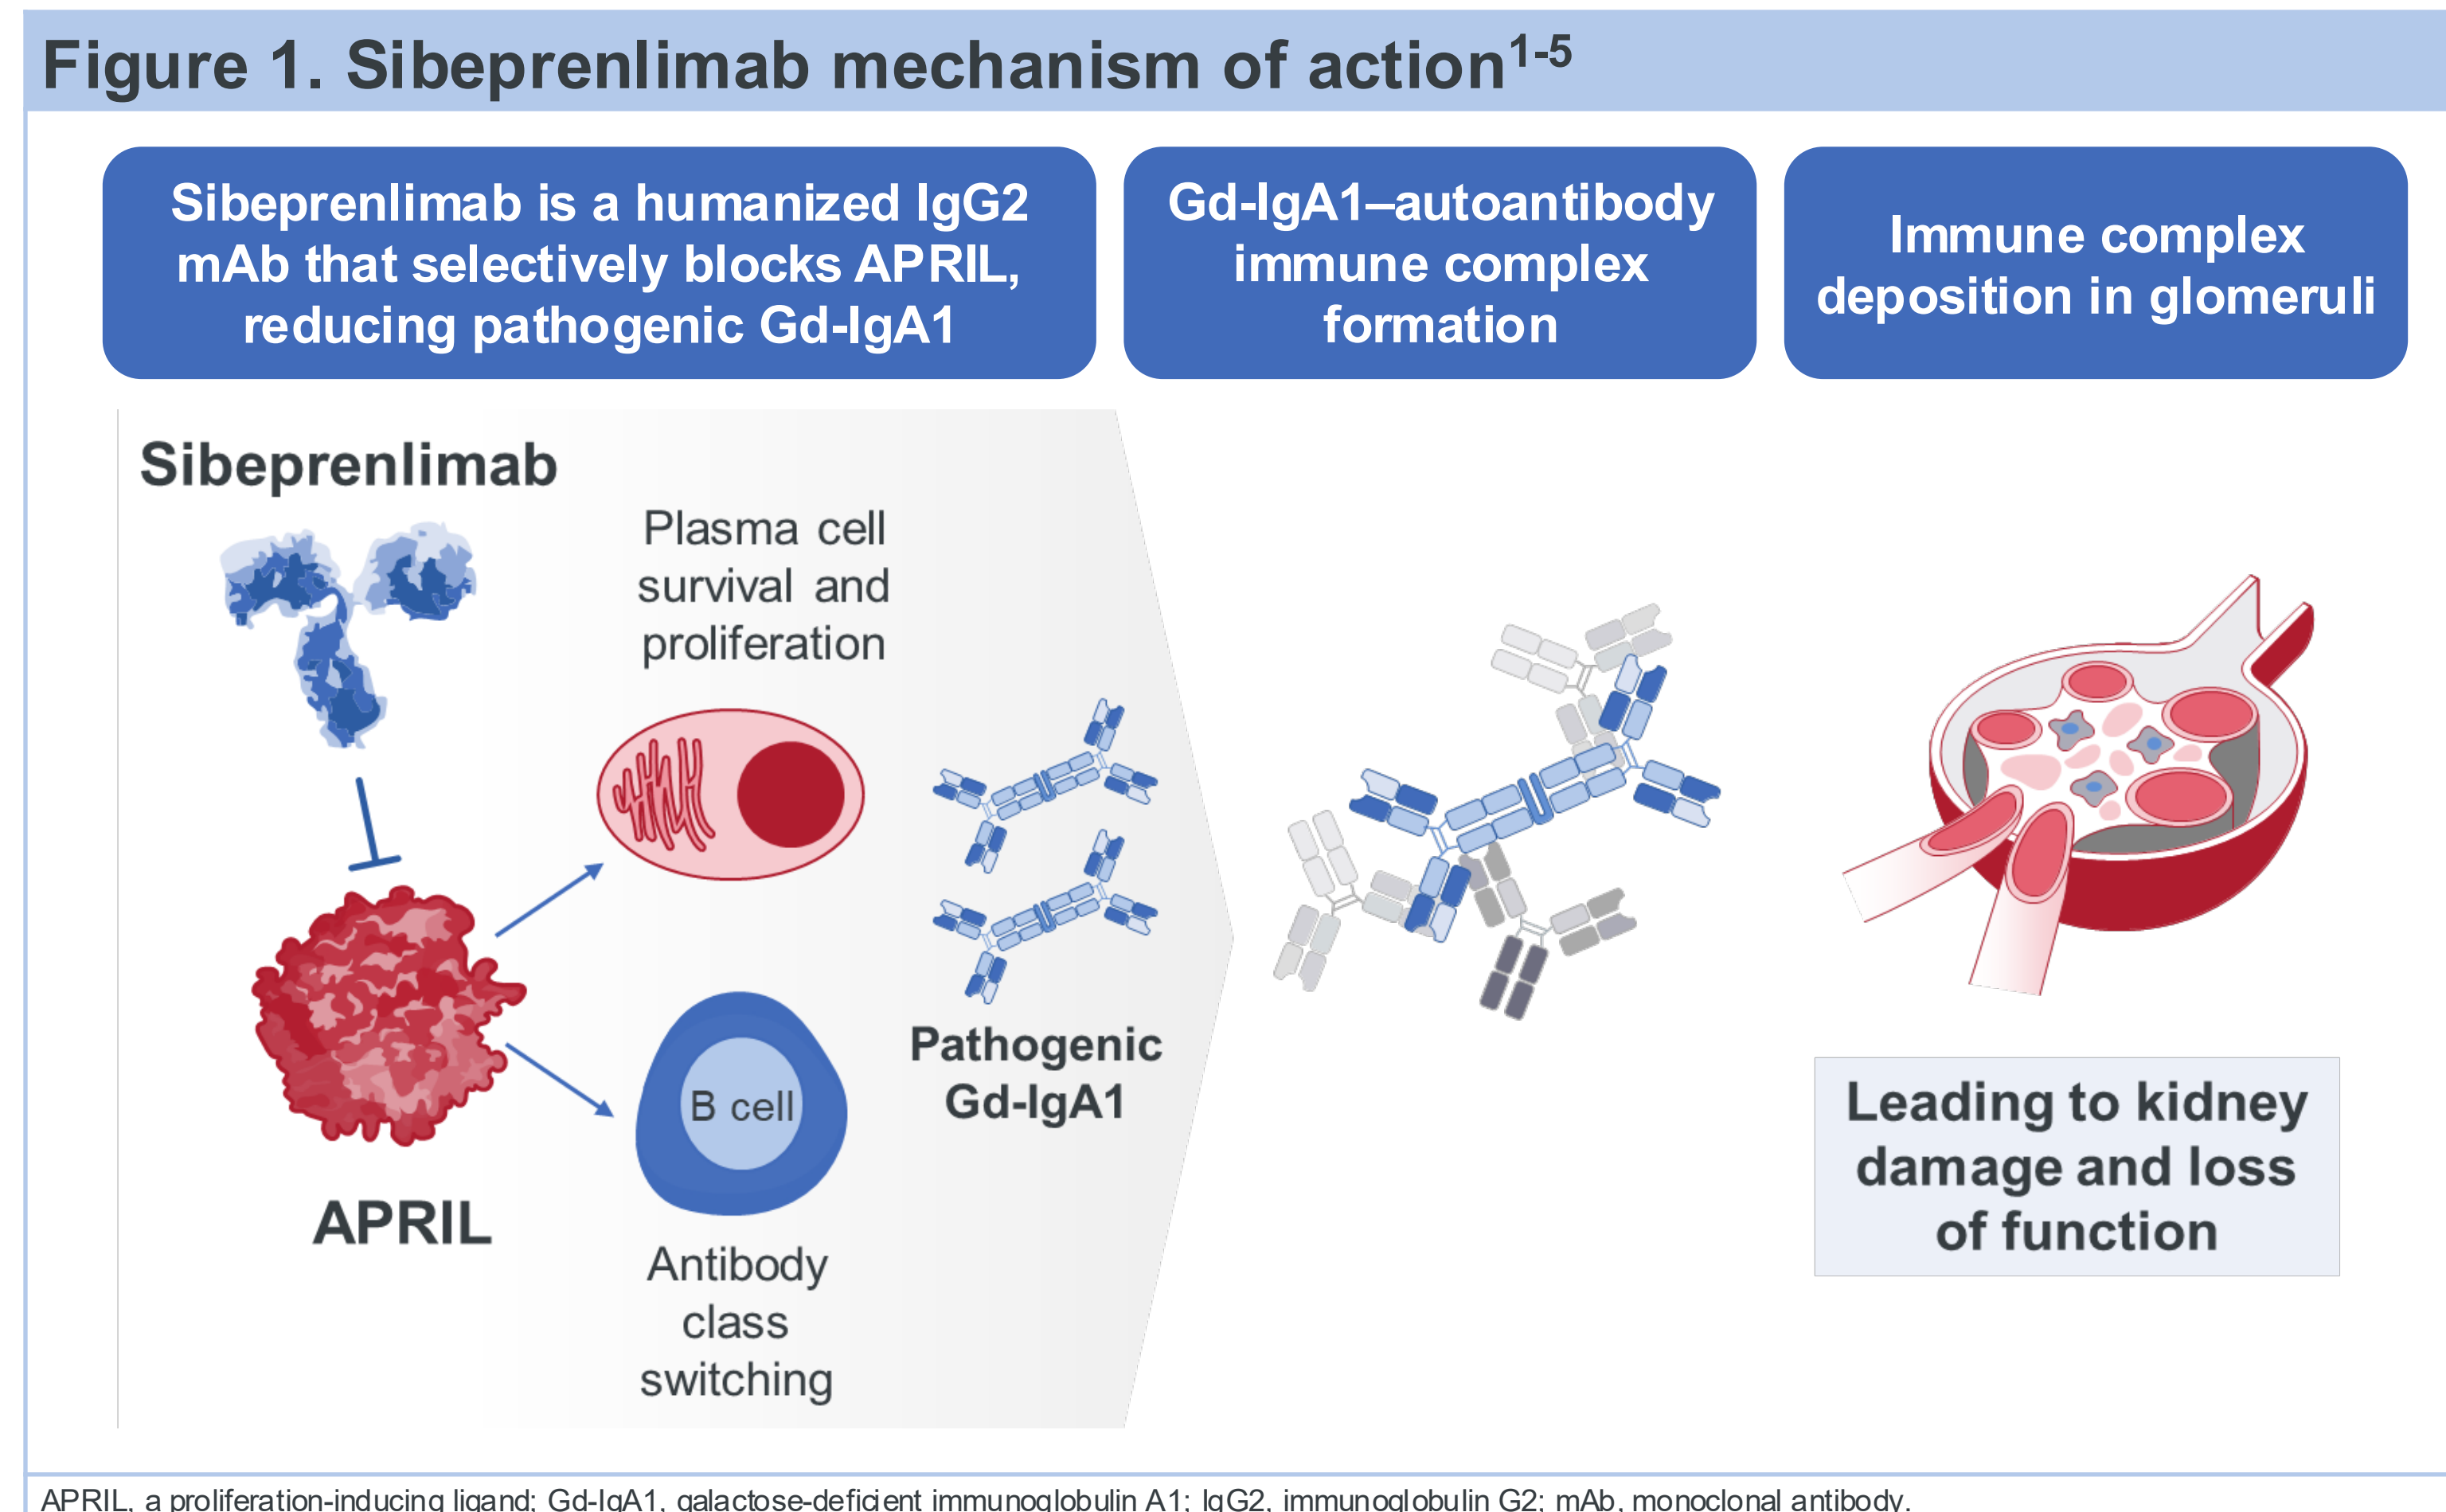 Figure 1. Sibeprenlimab mechanism of action1-5
Sibeprenlimab is a humanized IgG2
mAb that selectively blocks APRIL,
reducing pathogenic Gd-IgA1
Gd-IgA1–autoantibody
immune complex
formation
Immune complex
deposition in glomeruli
Sibeprenlimab
Plasma cell
survival and
proliferation
B cell
Pathogenic
Gd-IgA1
APRIL
Antibody
class
switching
Leading to kidney
damage and loss
of function
APRIL, a proliferation-inducing ligand; Gd-IgA1, galactose-deficient immunoglobulin A1; IgG2, immunoglobulin G2; mAb, monoclonal antibody.